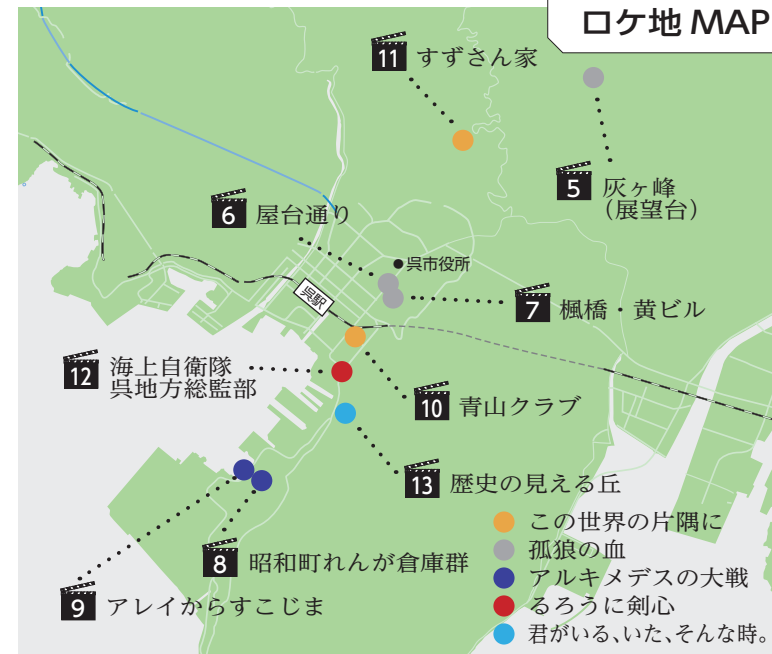 ロケ地 MAP
11 すずさん家
5 灰ヶ峰
(展望台)
6 屋台通り
呉市役所
呉駅
7 楓橋・黄ビル
12 海上自衛隊
呉地方総監部
10 青山クラブ
13 歴史の見える丘
8 昭和町れんが倉庫群
9 アレイからすこじま
この世界の片隅に
孤狼の血
アルキメデスの大戦
るろうに剣心
君がいる、いた、そんな時。